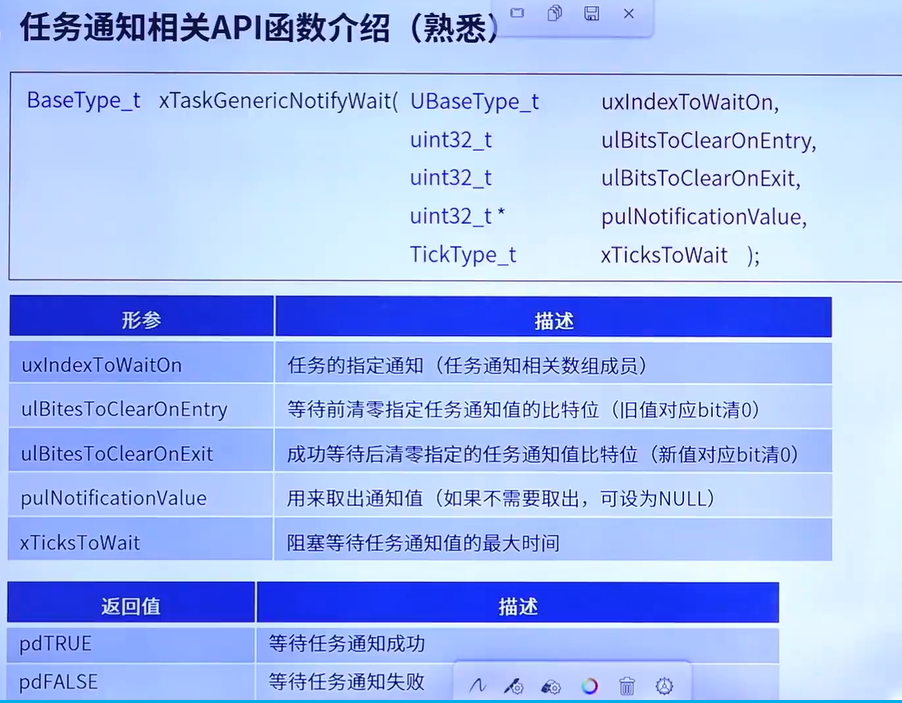 任务通知相关API函数介绍（熟悉）
BaseType_t xTaskGenericNotifyWait( UBaseType_t uxIndexToWaitOn,
uint32_t ulBitsToClearOnEntry,
uint32_t ulBitsToClearOnExit,
uint32_t * pulNotificationValue,
TickType_t xTicksToWait );
形参 描述
uxIndexToWaitOn 任务的指定通知（任务通知相关数组成员）
ulBitesToClearOnEntry 等待前清零指定任务通知值的比特位（旧值对应bit清0）
ulBitesToClearOnExit 成功等待后清零指定的任务通知值比特位（新值对应bit清0）
pulNotificationValue 用来取出通知值（如果不需要取出，可设为NULL）
xTicksToWait 阻塞等待任务通知值的最大时间
返回值 描述
pdTRUE 等待任务通知成功
pdFALSE 等待任务通知失败